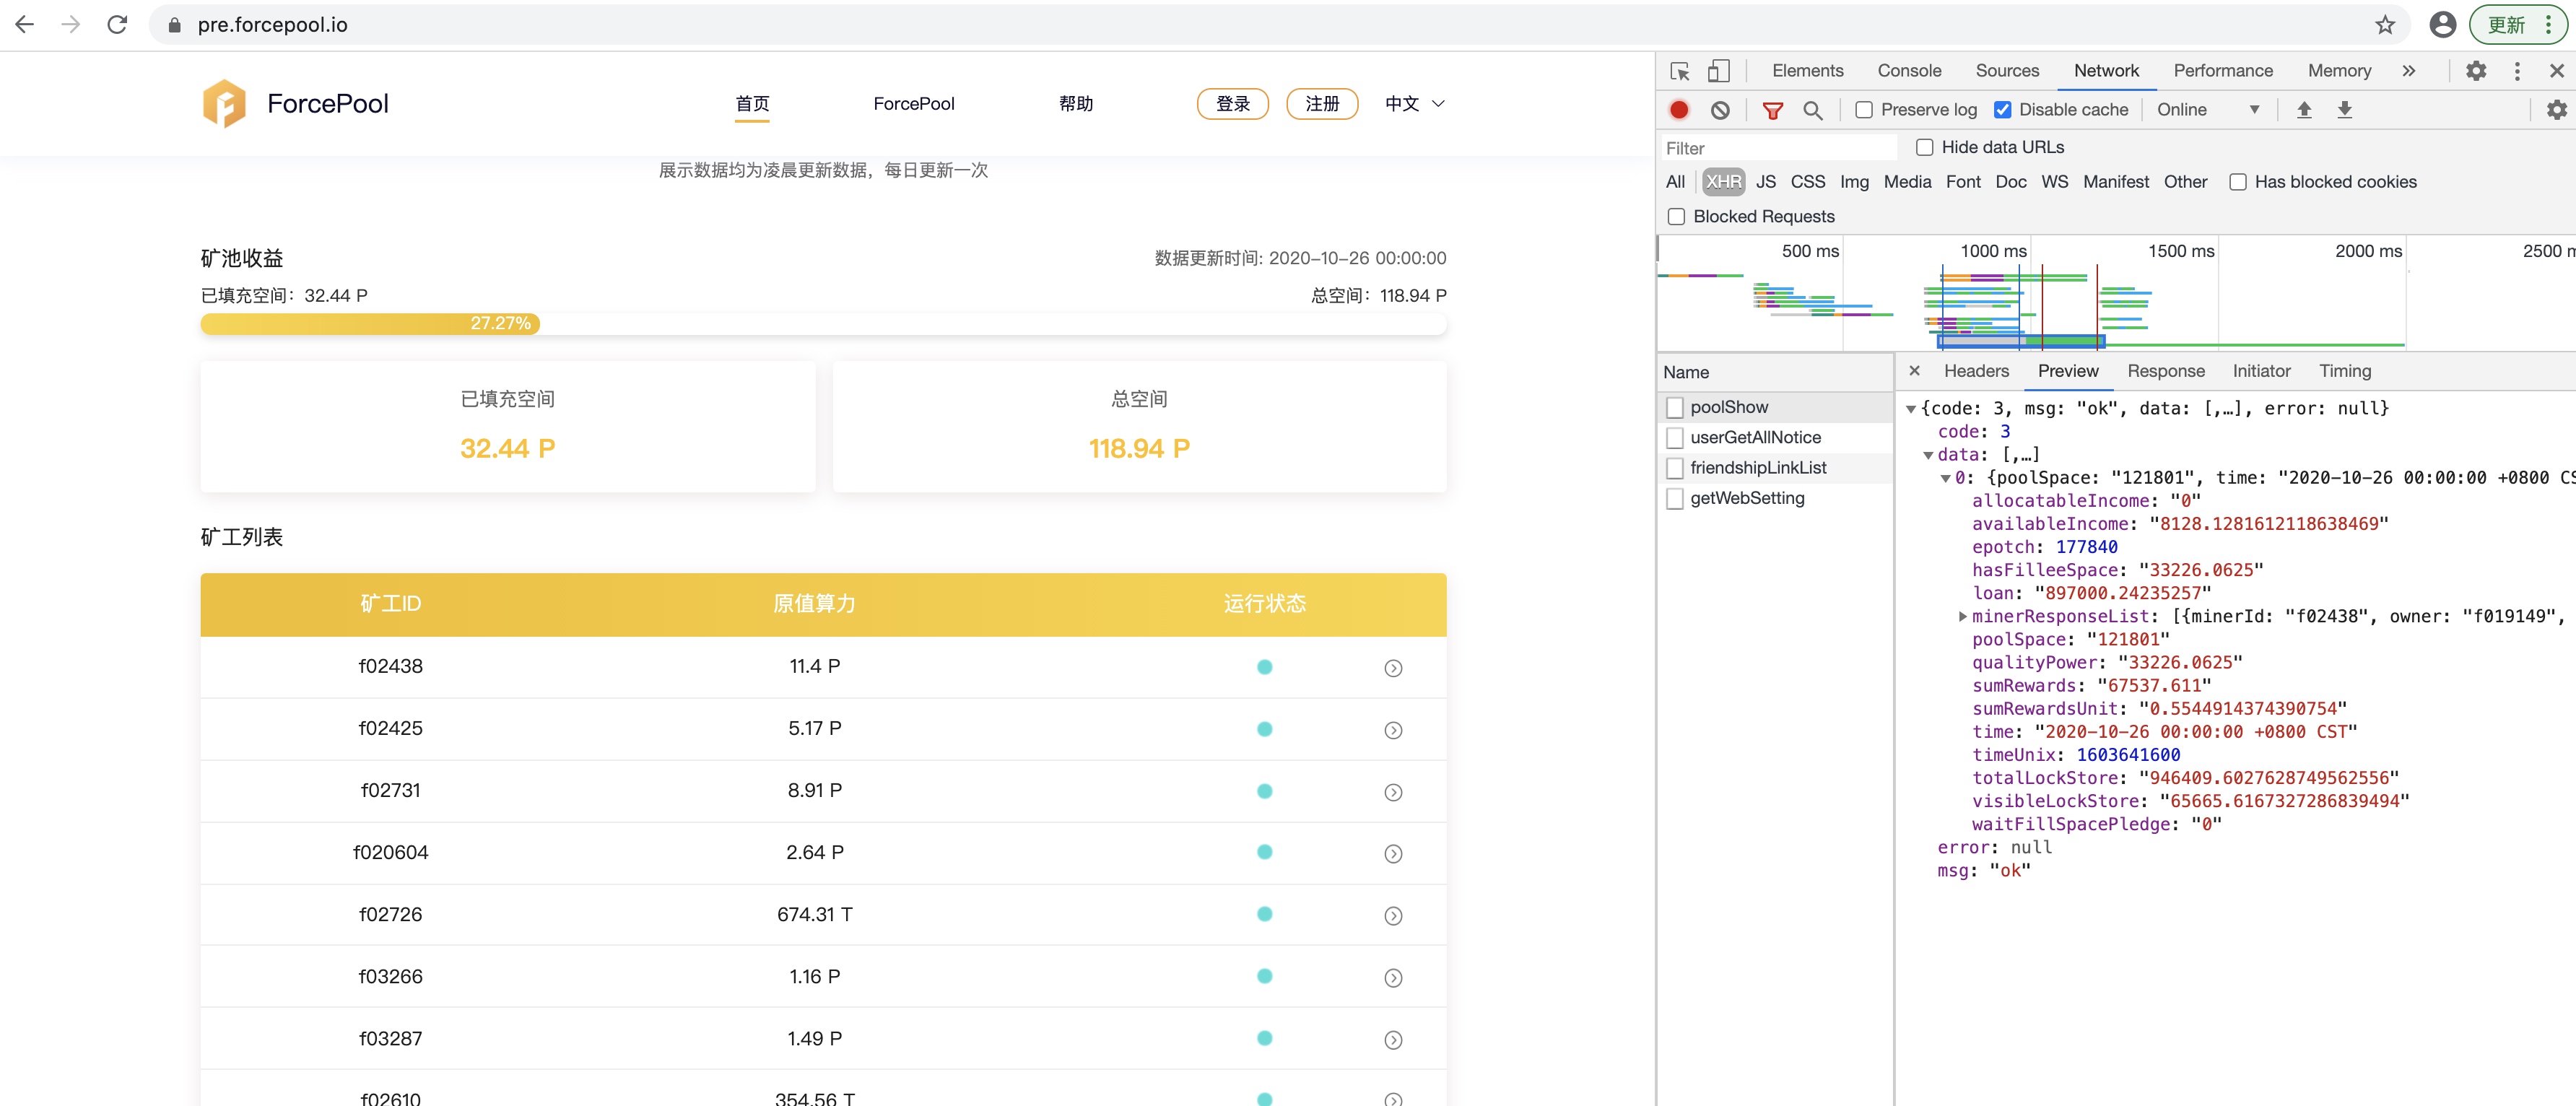 pre.forcepool.io
更新
ForcePool
首页
ForcePool
帮助
登录
注册
中文
展示数据均为凌晨更新数据，每日更新一次
矿池收益
数据更新时间: 2020-10-26 00:00:00
已填充空间：32.44 P
总空间：118.94 P
27.27%
已填充空间
总空间
32.44 P
118.94 P
矿工列表
矿工ID 原值算力 运行状态
f02438 11.4 P
f02425 5.17 P
f02731 8.91 P
f020604 2.64 P
f02726 674.31 T
f03266 1.16 P
f03287 1.49 P
f02610 354.56 T
Elements Console Sources Network Performance Memory
Preserve log Disable cache Online
Filter Hide data URLs
All XHR JS CSS Img Media Font Doc WS Manifest Other Has blocked cookies
Blocked Requests
500 ms 1000 ms 1500 ms 2000 ms 2500 m
Name
poolShow
userGetAllNotice
friendshipLinkList
getWebSetting
Headers Preview Response Initiator Timing
{code: 3, msg: "ok", data: [,…], error: null}
code: 3
data: [,…]
0: {poolSpace: "121801", time: "2020-10-26 00:00:00 +0800 CS
allocatableIncome: "0"
availableIncome: "8128.1281612118638469"
epotch: 177840
hasFilleeSpace: "33226.0625"
loan: "897000.24235257"
minerResponseList: [{minerId: "f02438", owner: "f019149",
poolSpace: "121801"
qualityPower: "33226.0625"
sumRewards: "67537.611"
sumRewardsUnit: "0.5544914374390754"
time: "2020-10-26 00:00:00 +0800 CST"
timeUnix: 1603641600
totalLockStore: "946409.6027628749562556"
visibleLockStore: "65665.6167327286839494"
waitFillSpacePledge: "0"
error: null
msg: "ok"